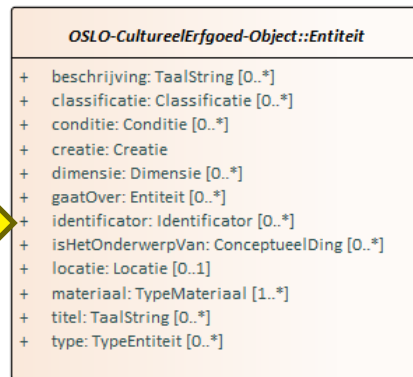 OSLO-CultureelErfgoed-Object::Entiteit
+ beschrijving: TaalString [0..*]
+ classificatie: Classificatie [0..*]
+ conditie: Conditie [0..*]
+ creatie: Creatie
+ dimensie: Dimensie [0..*]
+ gaatOver: Entiteit [0..*]
+ identificator: Identificator [0..*]
+ isHetOnderwerpVan: ConceptueelDing [0..*]
+ locatie: Locatie [0..1]
+ materiaal: TypeMateriaal [1..*]
+ titel: TaalString [0..*]
+ type: TypeEntiteit [0..*]